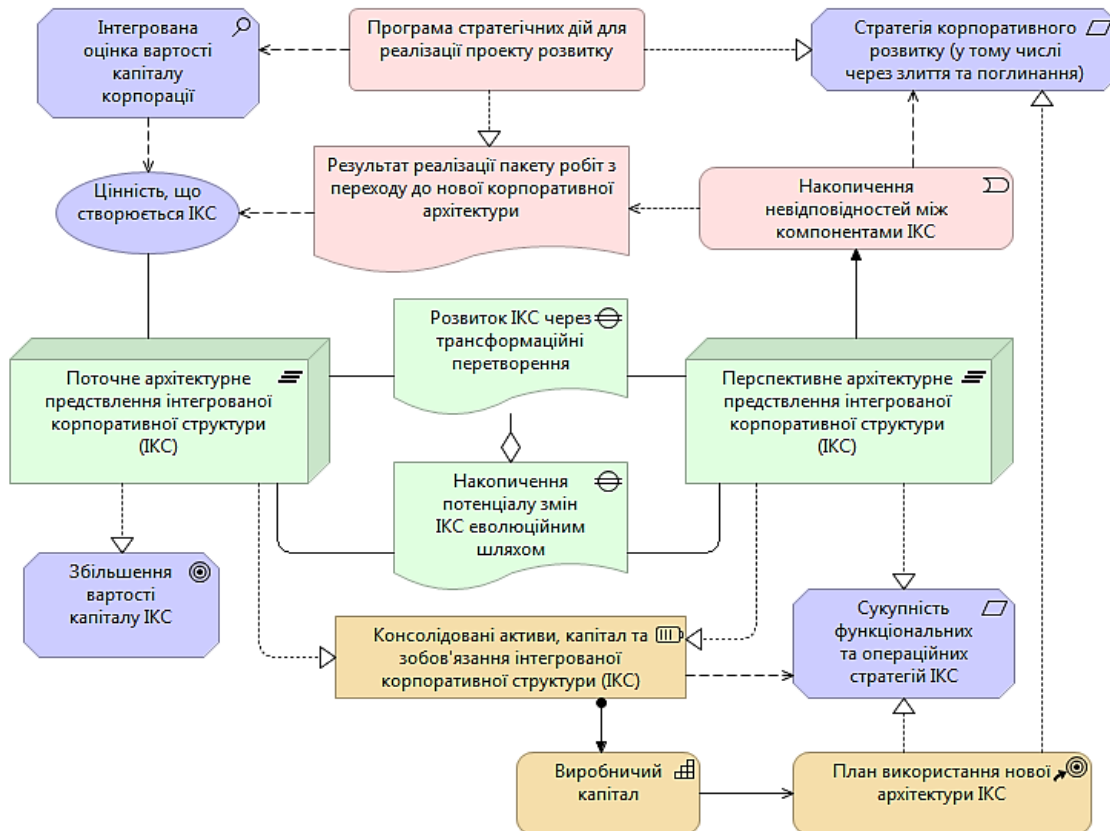 Інтегрована
оцінка вартості
капіталу
корпорації
Програма стратегічних дій для
реалізації проекту розвитку
Стратегія корпоративного
розвитку (у тому числі
через злиття та поглинання)
Цінність, що
створюється ІКС
Результат реалізації пакету робіт з
переходу до нової корпоративної
архітектури
Накопичення
невідповідностей між
компонентами ІКС
Розвиток ІКС через
трансформаційні
перетворення
Поточне архітектурне
предствлення інтегрованої
корпоративної структури
(ІКС)
Перспективне архітектурне
предствлення інтегрованої
корпоративної структури
(ІКС)
Накопичення
потенціалу змін
ІКС еволюційним
шляхом
Збільшення
вартості
капіталу ІКС
Консолідовані активи, капітал та
зобов'язання інтегрованої
корпоративної структури (ІКС)
Сукупність
функціональних
та операційних
стратегій ІКС
Виробничий
капітал
План використання нової
архітектури ІКС